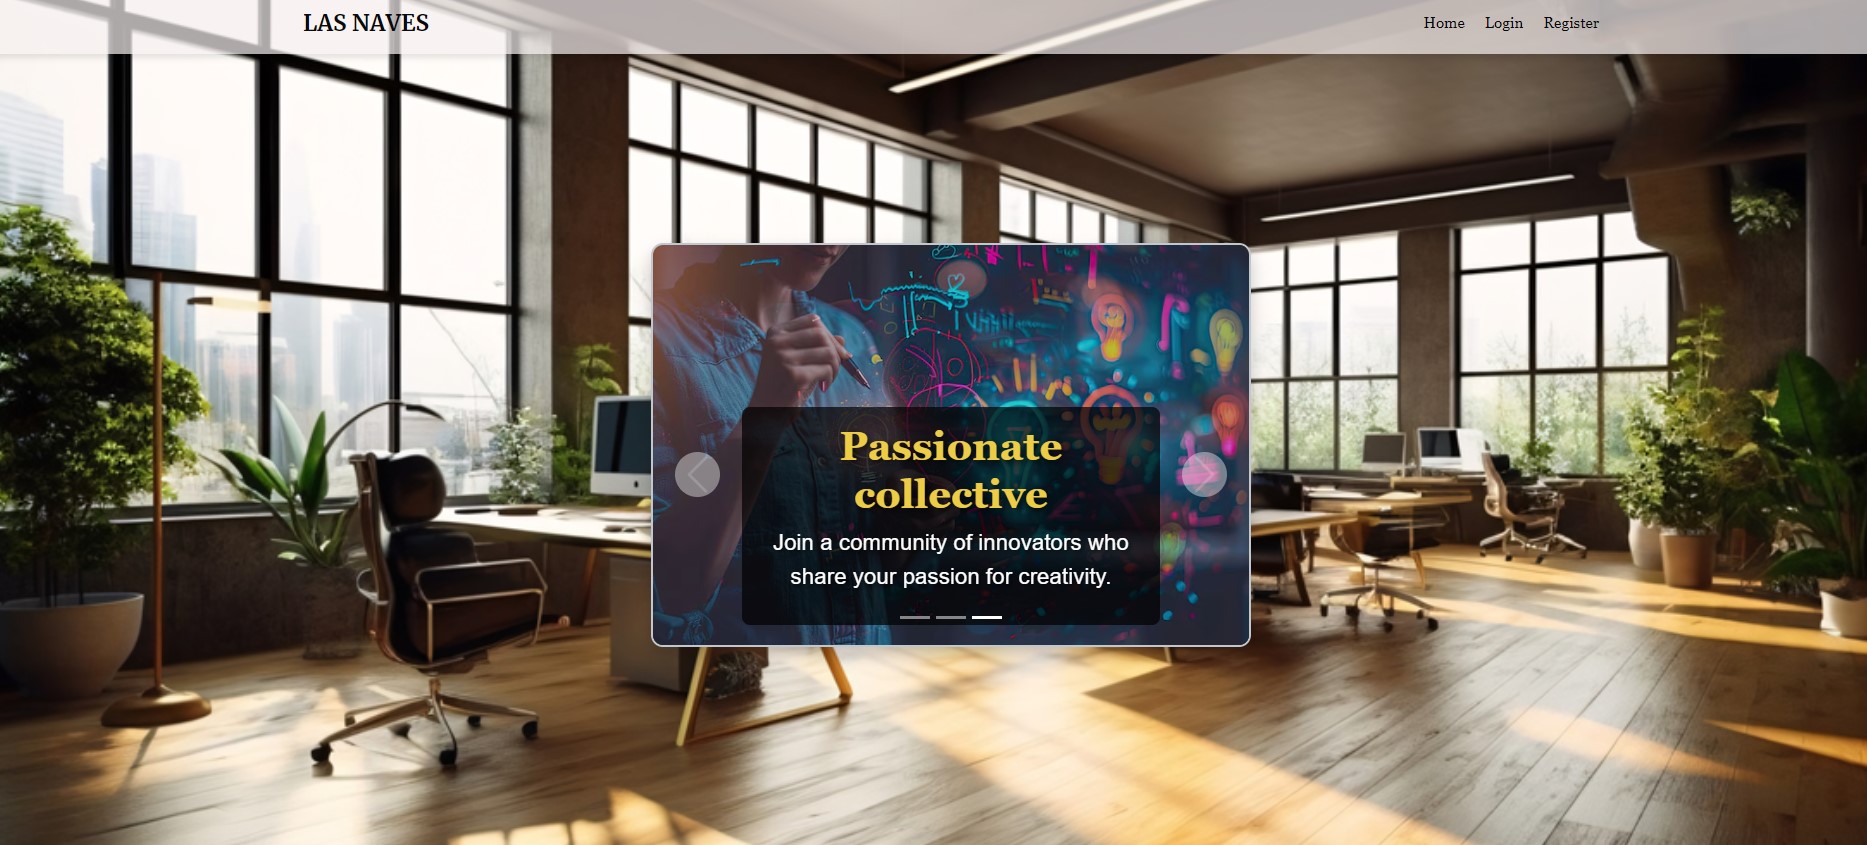 LAS NAVES
Home Login Register
Passionate
collective
Join a community of innovators who
share your passion for creativity.